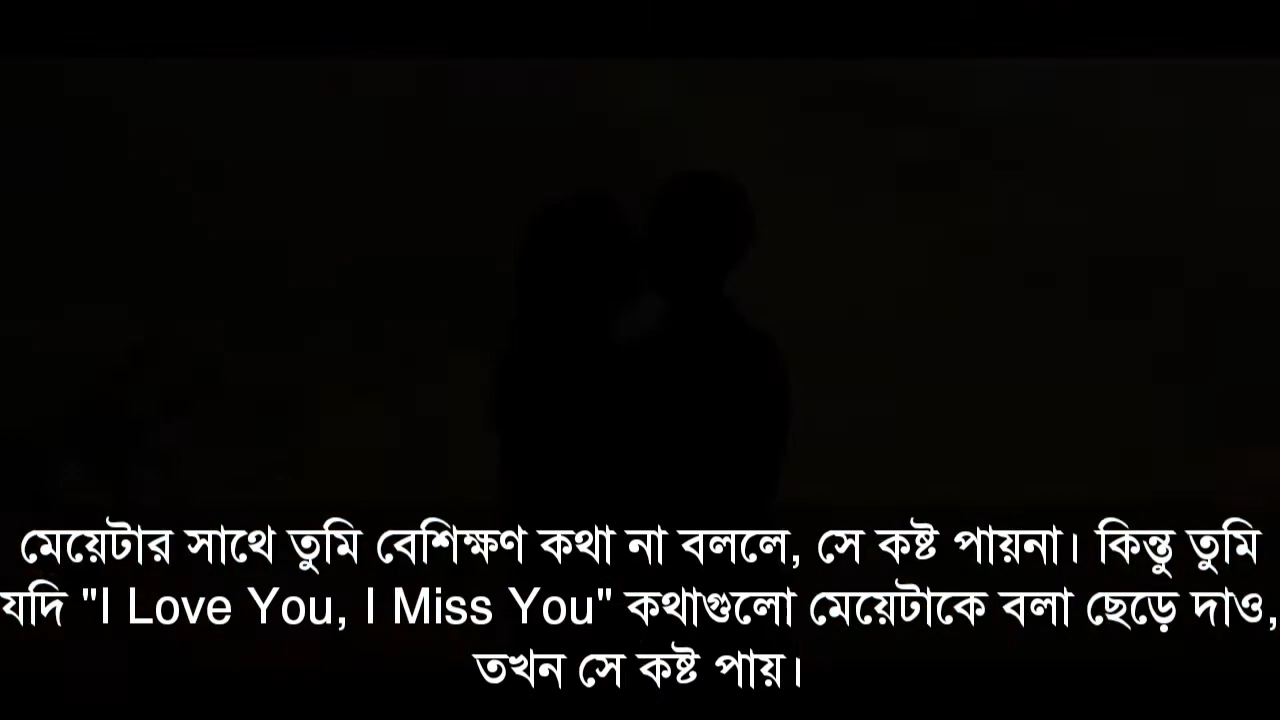 মেয়েটার সাথে তুমি বেশিক্ষণ কথা না বললে, সে কষ্ট পায়না। কিন্তু তুমি
যদি "I Love You, I Miss You" কথাগুলো মেয়েটাকে বলা ছেড়ে দাও,
তখন সে কষ্ট পায়।